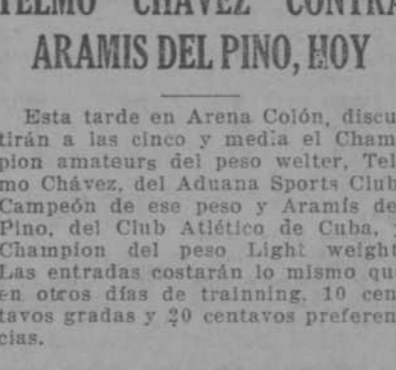 TELMO CHAVEZ CONTRA
ARAMIS DEL PINO, HOY
Esta tarde en Arena Colón, discu
tirán a las cinco y media el Cham
pion amateurs del peso welter, Tel
mo Chávez, del Aduana Sports Club
Campeón de ese peso y Aramís de
Pino, del Club Atlético de Cuba, y
Champion del peso Light weight
Las entradas costarán lo mismo qu
en otros días de trainning, 10 cen
tavos gradas y 20 centavos preferen
cias.